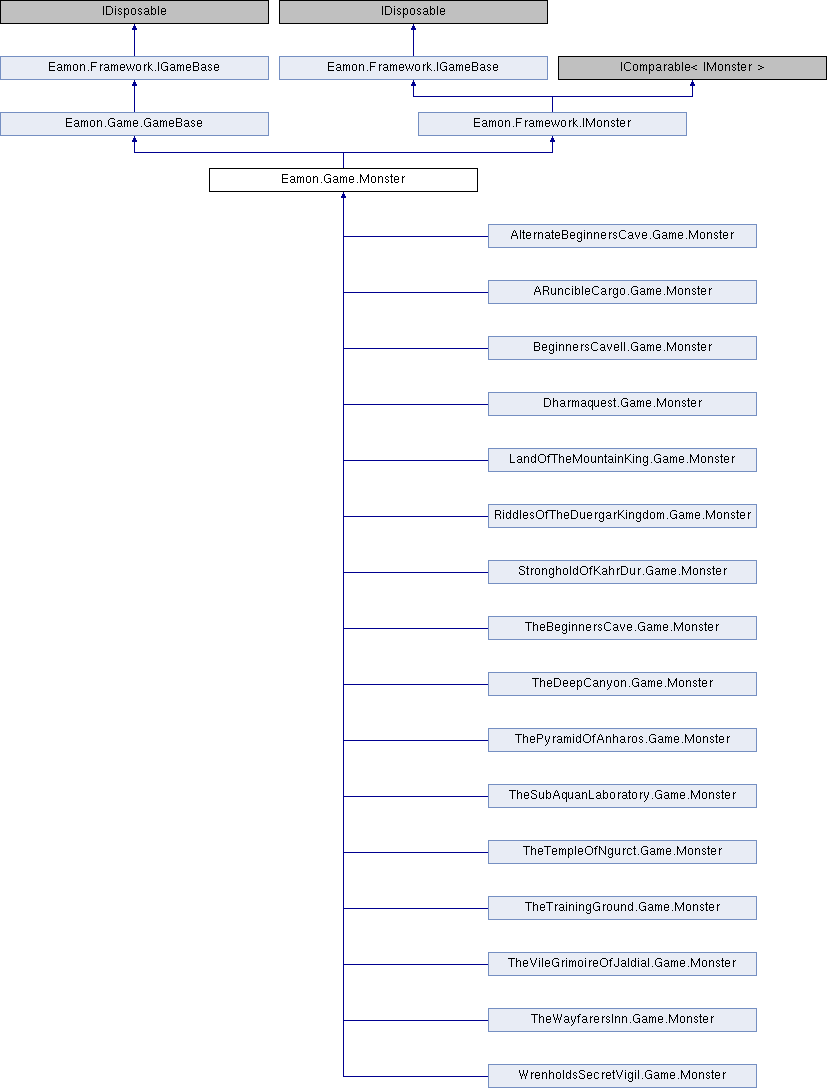 IDisposable
IDisposable
Eamon.Framework.IGameBase
Eamon.Framework.IGameBase
IComparable< IMonster >
Eamon.Game.GameBase
Eamon.Framework.IMonster
Eamon.Game.Monster
AlternateBeginnersCave.Game.Monster
ARuncibleCargo.Game.Monster
BeginnersCaveII.Game.Monster
Dharmaquest.Game.Monster
LandOfTheMountainKing.Game.Monster
RiddlesOfTheDuergarKingdom.Game.Monster
StrongholdOfKahrDur.Game.Monster
TheBeginnersCave.Game.Monster
TheDeepCanyon.Game.Monster
ThePyramidOfAnharos.Game.Monster
TheSubAquanLaboratory.Game.Monster
TheTempleOfNgurct.Game.Monster
TheTrainingGround.Game.Monster
TheVileGrimoireOfJaldial.Game.Monster
TheWayfarersInn.Game.Monster
WrenholdsSecretVigil.Game.Monster